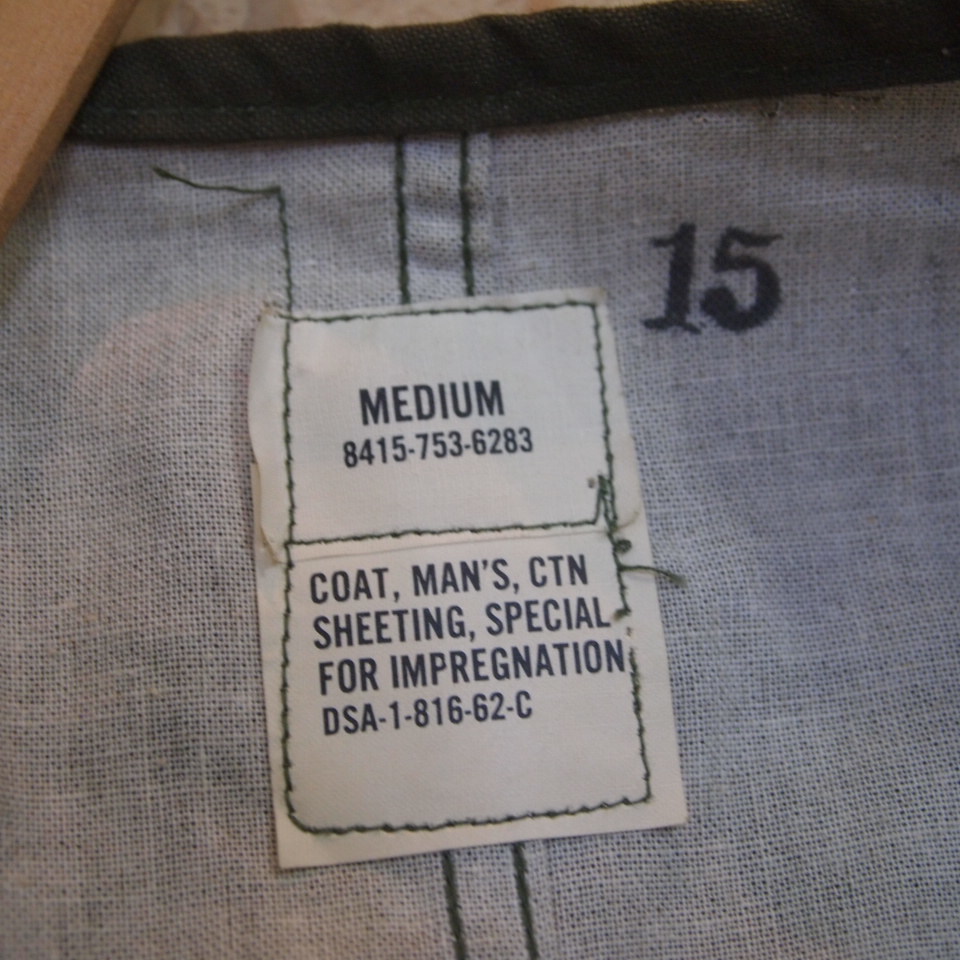 15
MEDIUM
8415-753-6283
COAT, MAN'S, CTN
SHEETING, SPECIAL
FOR IMPREGNATION
DSA-1-816-62-C